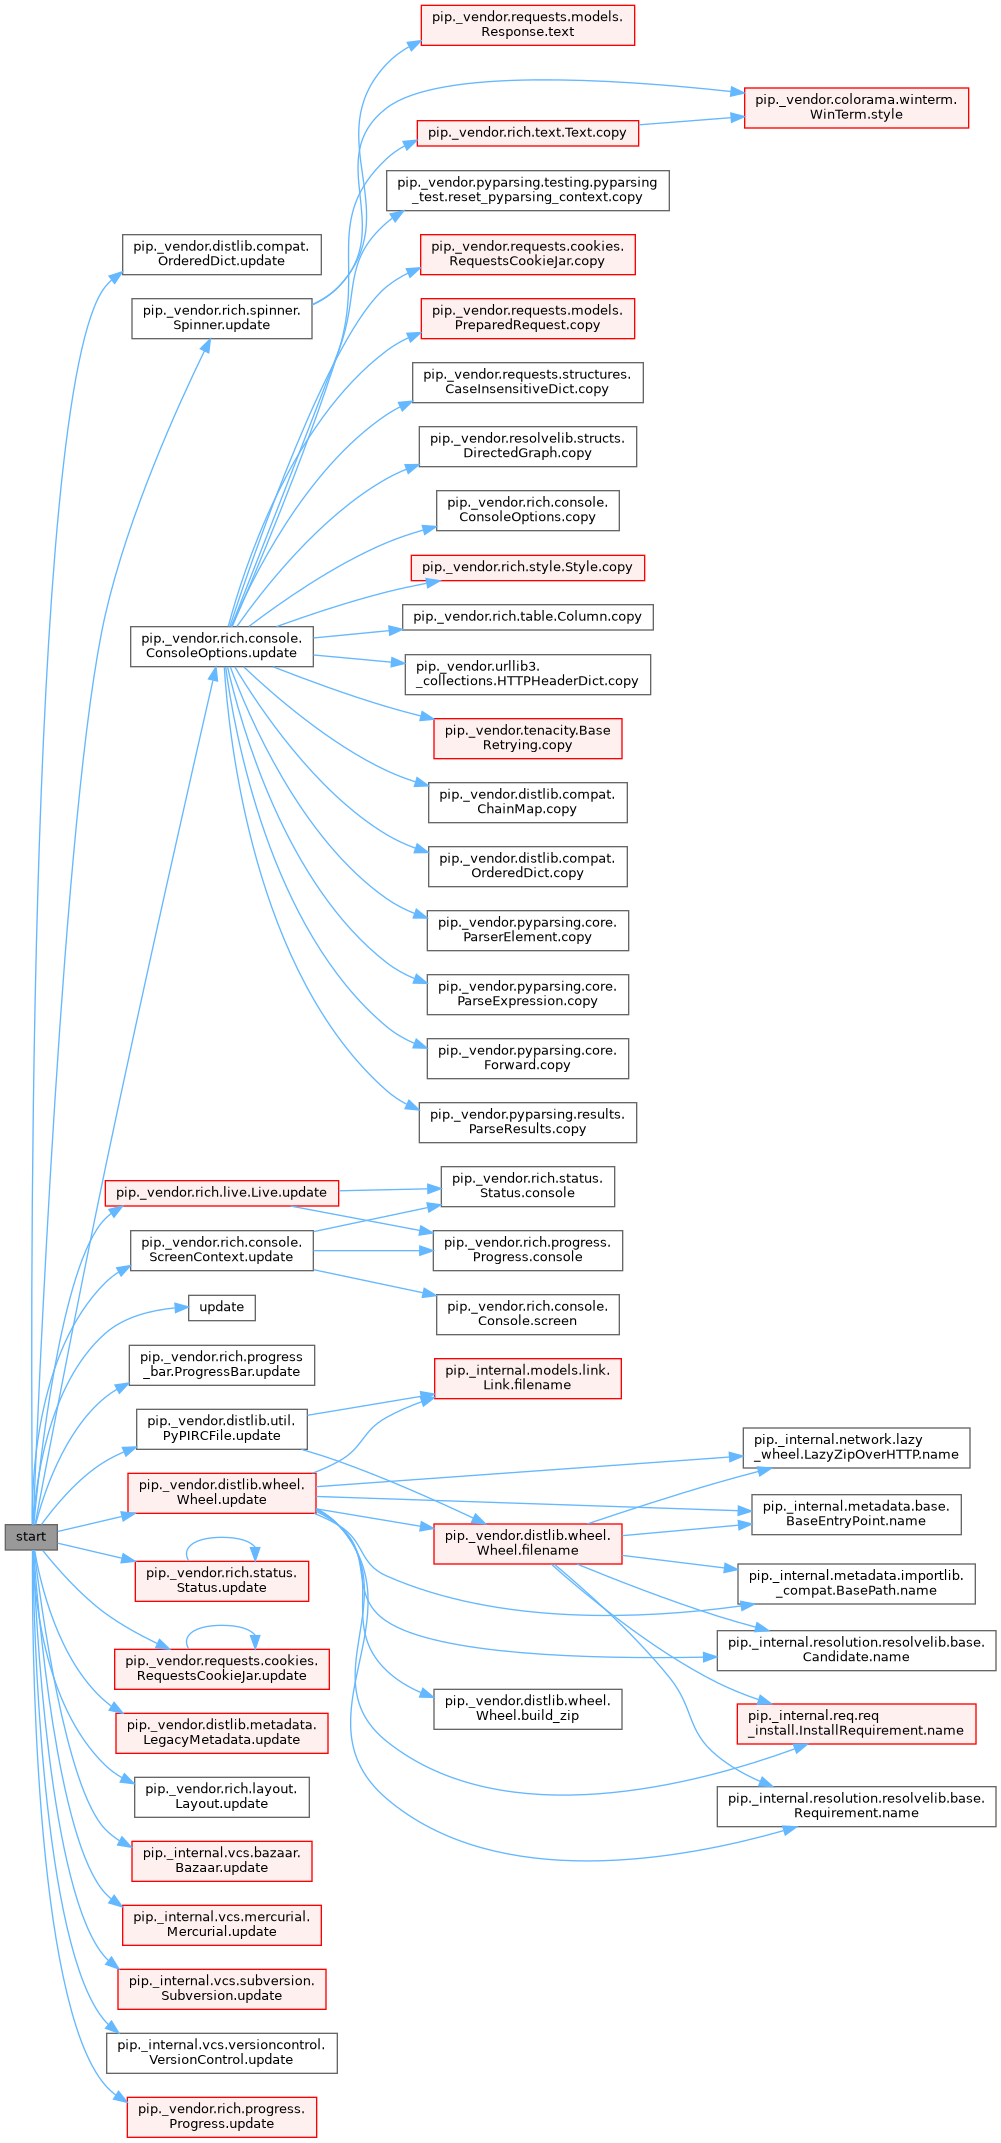 pip._vendor.requests.models.
Response.text
pip._vendor.colorama.winterm.
WinTerm.style
pip._vendor.rich.text.Text.copy
pip._vendor.pyparsing.testing.pyparsing
_test.reset_pyparsing_context.copy
pip._vendor.distlib.compat.
OrderedDict.update
pip._vendor.requests.cookies.
RequestsCookieJar.copy
pip._vendor.rich.spinner.
Spinner.update
pip._vendor.requests.models.
PreparedRequest.copy
pip._vendor.requests.structures.
CaseInsensitiveDict.copy
pip._vendor.resolvelib.structs.
DirectedGraph.copy
pip._vendor.rich.console.
ConsoleOptions.copy
pip._vendor.rich.style.Style.copy
pip._vendor.rich.table.Column.copy
pip._vendor.rich.console.
ConsoleOptions.update
pip._vendor.urllib3.
_collections.HTTPHeaderDict.copy
pip._vendor.tenacity.Base
Retrying.copy
pip._vendor.distlib.compat.
ChainMap.copy
pip._vendor.distlib.compat.
OrderedDict.copy
pip._vendor.pyparsing.core.
ParserElement.copy
pip._vendor.pyparsing.core.
ParseExpression.copy
pip._vendor.pyparsing.core.
Forward.copy
pip._vendor.pyparsing.results.
ParseResults.copy
pip._vendor.rich.live.Live.update
pip._vendor.rich.status.
Status.console
pip._vendor.rich.console.
ScreenContext.update
pip._vendor.rich.progress.
Progress.console
update
pip._vendor.rich.console.
Console.screen
pip._vendor.rich.progress
_bar.ProgressBar.update
pip._internal.models.link.
Link.filename
pip._vendor.distlib.util.
PyPIRCFile.update
pip._internal.network.lazy
_wheel.LazyZipOverHTTP.name
pip._vendor.distlib.wheel.
Wheel.update
pip._internal.metadata.base.
BaseEntryPoint.name
start
pip._vendor.distlib.wheel.
Wheel.filename
pip._vendor.rich.status.
Status.update
pip._internal.metadata.importlib.
_compat.BasePath.name
pip._internal.resolution.resolvelib.base.
Candidate.name
pip._vendor.requests.cookies.
RequestsCookieJar.update
pip._vendor.distlib.wheel.
Wheel.build_zip
pip._internal.req.req
_install.InstallRequirement.name
pip._vendor.distlib.metadata.
LegacyMetadata.update
pip._vendor.rich.layout.
Layout.update
pip._internal.resolution.resolvelib.base.
Requirement.name
pip._internal.vcs.bazaar.
Bazaar.update
pip._internal.vcs.mercurial.
Mercurial.update
pip._internal.vcs.subversion.
Subversion.update
pip._internal.vcs.versioncontrol.
VersionControl.update
pip._vendor.rich.progress.
Progress.update